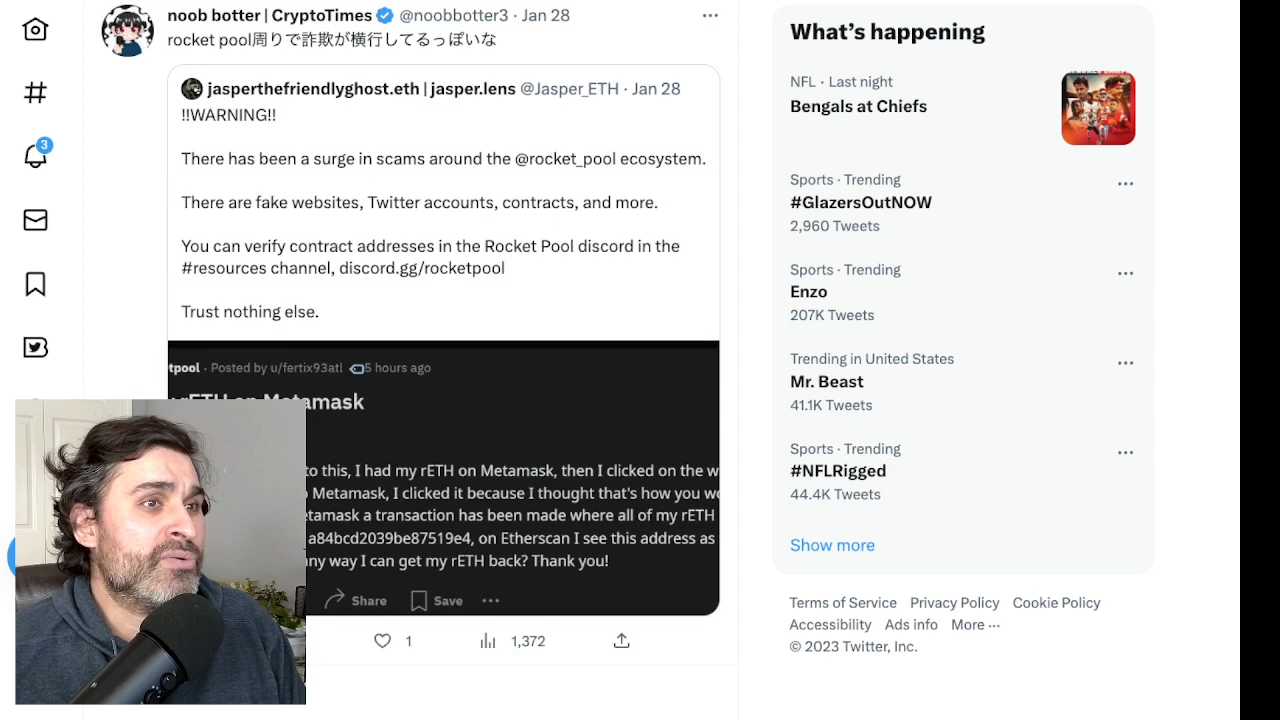 noob botter | CryptoTimes @noobbotter3 · Jan 28
rocket pool周りで詐欺が横行してるっぽいな
jasperthefriendlyghost.eth | jasper.lens @Jasper_ETH · Jan 28
!!WARNING!!
There has been a surge in scams around the @rocket_pool ecosystem.
There are fake websites, Twitter accounts, contracts, and more.
You can verify contract addresses in the Rocket Pool discord in the
#resources channel, discord.gg/rocketpool
Trust nothing else.
tpool · Posted by u/fertix93atl 5 hours ago
rETH on Metamask
to this, I had my rETH on Metamask, then I clicked on the w
Metamask, I clicked it because I thought that's how you wo
etamask a transaction has been made where all of my rETH
a84bcd2039be87519e4, on Etherscan I see this address as
ny way I can get my rETH back? Thank you!
Share Save
1 1,372
3
What's happening
NFL · Last night
Bengals at Chiefs
Sports · Trending
#GlazersOutNOW
2,960 Tweets
Sports · Trending
Enzo
207K Tweets
Trending in United States
Mr. Beast
41.1K Tweets
Sports · Trending
#NFLRigged
44.4K Tweets
Show more
Terms of Service Privacy Policy Cookie Policy
Accessibility Ads info More ···
© 2023 Twitter, Inc.